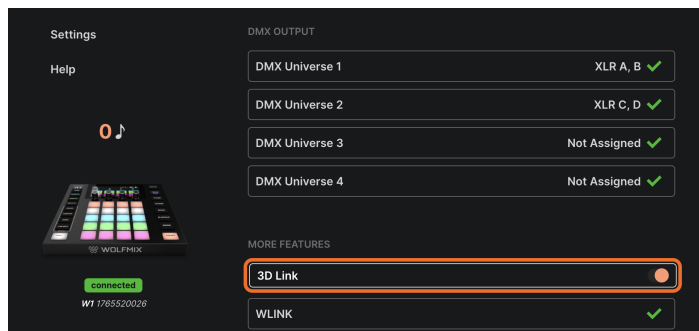 Settings
Help
0♪
WOLFMIX
connected
W1 1765520026
DMX OUTPUT
DMX Universe 1 XLR A, B ✔
DMX Universe 2 XLR C, D ✔
DMX Universe 3 Not Assigned ✔
DMX Universe 4 Not Assigned ✔
MORE FEATURES
3D Link
WLINK ✔